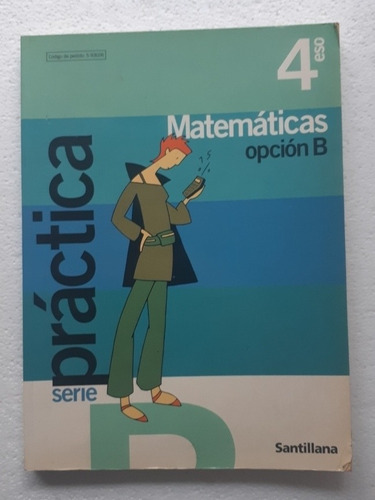 4 eso
Matemáticas
opción B
serie práctica
Santillana